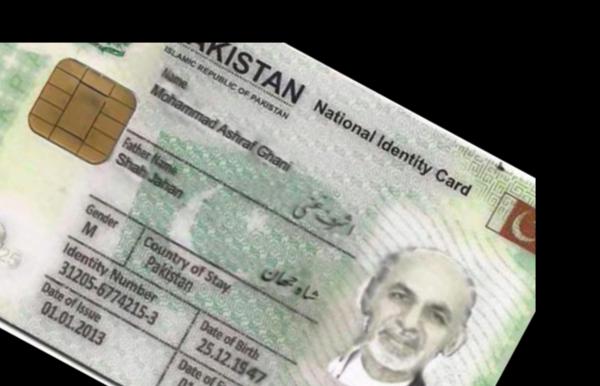 PAKISTAN National Identity Card
ISLAMIC REPUBLIC OF PAKISTAN
Name
Mohammad Ashraf Ghani
اشرف غنی
Father Name
Shah Jahan
شاہ جہان
Gender
M
Country of Stay
Pakistan
Identity Number
31205-6774215-3
Date of Birth
25.12.1947
Date of Issue
01.01.2013
Date of E
01